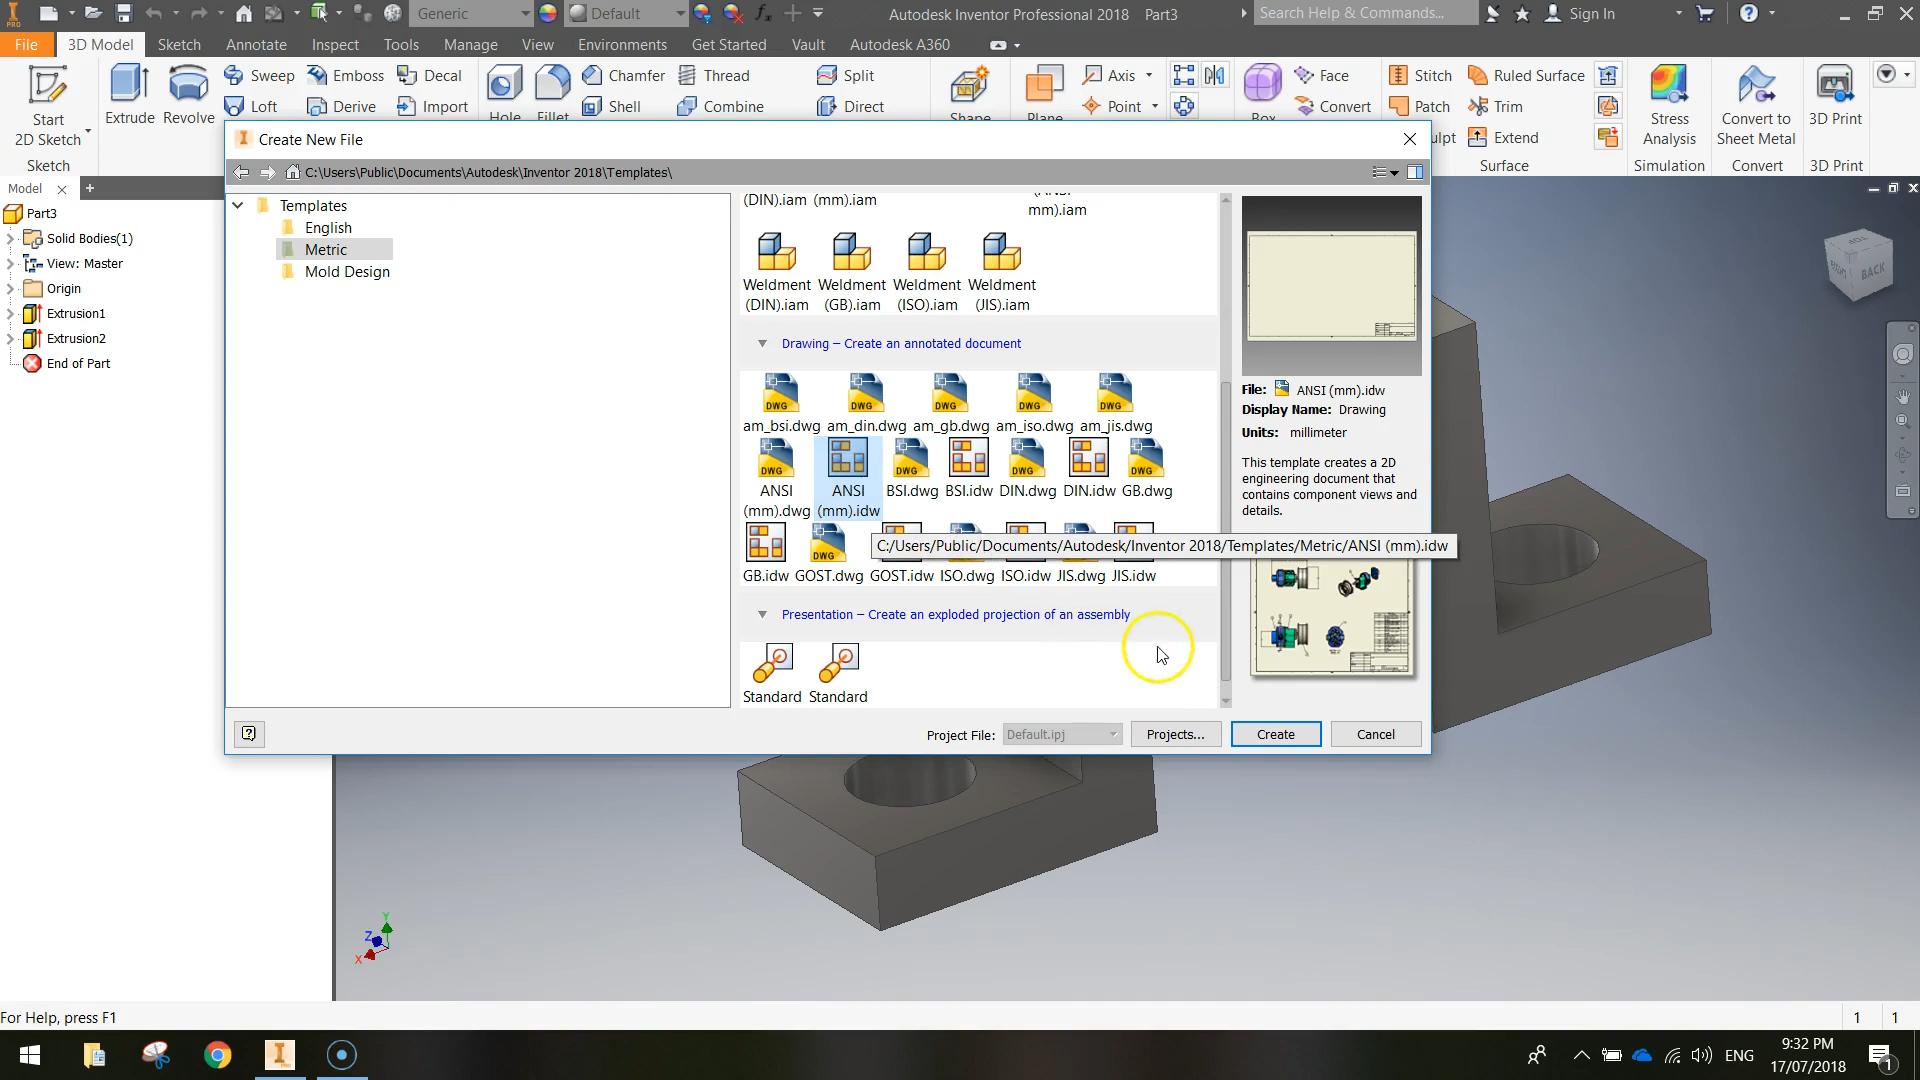 PRO
Generic
Default
Autodesk Inventor Professional 2018 Part3
Search Help & Commands...
Sign In
File
3D Model
Sketch
Annotate
Inspect
Tools
Manage
View
Environments
Get Started
Vault
Autodesk A360
Start
2D Sketch
Sketch
Extrude
Revolve
Sweep
Loft
Emboss
Derive
Decal
Import
Hole
Fillet
Chamfer
Shell
Thread
Combine
Split
Direct
Shape
Plane
Axis
Point
Box
Face
Convert
Stitch
Patch
Ruled Surface
Trim
Extend
Surface
Stress
Analysis
Simulation
Convert to
Sheet Metal
Convert
3D Print
3D Print
Model
Part3
Solid Bodies(1)
View: Master
Origin
Extrusion1
Extrusion2
End of Part
Create New File
C:\Users\Public\Documents\Autodesk\Inventor 2018\Templates\
Templates
English
Metric
Mold Design
(DIN).iam (mm).iam
mm).iam
Weldment (DIN).iam
Weldment (GB).iam
Weldment (ISO).iam
Weldment (JIS).iam
Drawing – Create an annotated document
am_bsi.dwg am_din.dwg am_gb.dwg am_iso.dwg am_jis.dwg
ANSI (mm).dwg
ANSI (mm).idw
BSI.dwg BSI.idw DIN.dwg DIN.idw GB.dwg
C:/Users/Public/Documents/Autodesk/Inventor 2018/Templates/Metric/ANSI (mm).idw
GB.idw GOST.dwg GOST.idw ISO.dwg ISO.idw JIS.dwg JIS.idw
Presentation – Create an exploded projection of an assembly
Standard Standard
File: ANSI (mm).idw
Display Name: Drawing
Units: millimeter
This template creates a 2D
engineering document that
contains component views and
details.
Project File: Default.ipj
Projects...
Create
Cancel
TOP
RIGHT
BACK
Y
Z
X
For Help, press F1
1 1
ENG
9:32 PM
17/07/2018
1